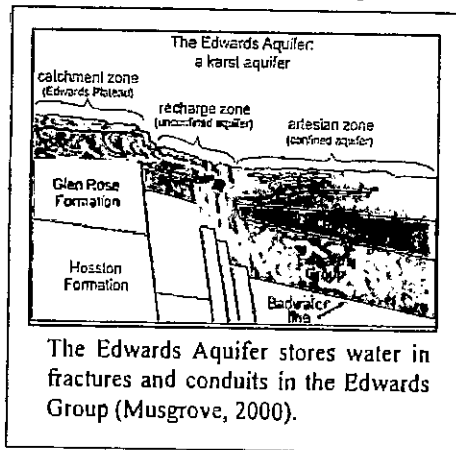 The Edwards Aquifer:
a karst aquifer
catchment zone
(Edwards Plateau)
recharge zone
(unconfined aquifer)
artesian zone
(confined aquifer)
Glen Rose
Formation
Hossion
Formation
Group
Badwater
line
The Edwards Aquifer stores water in
fractures and conduits in the Edwards
Group (Musgrove, 2000).